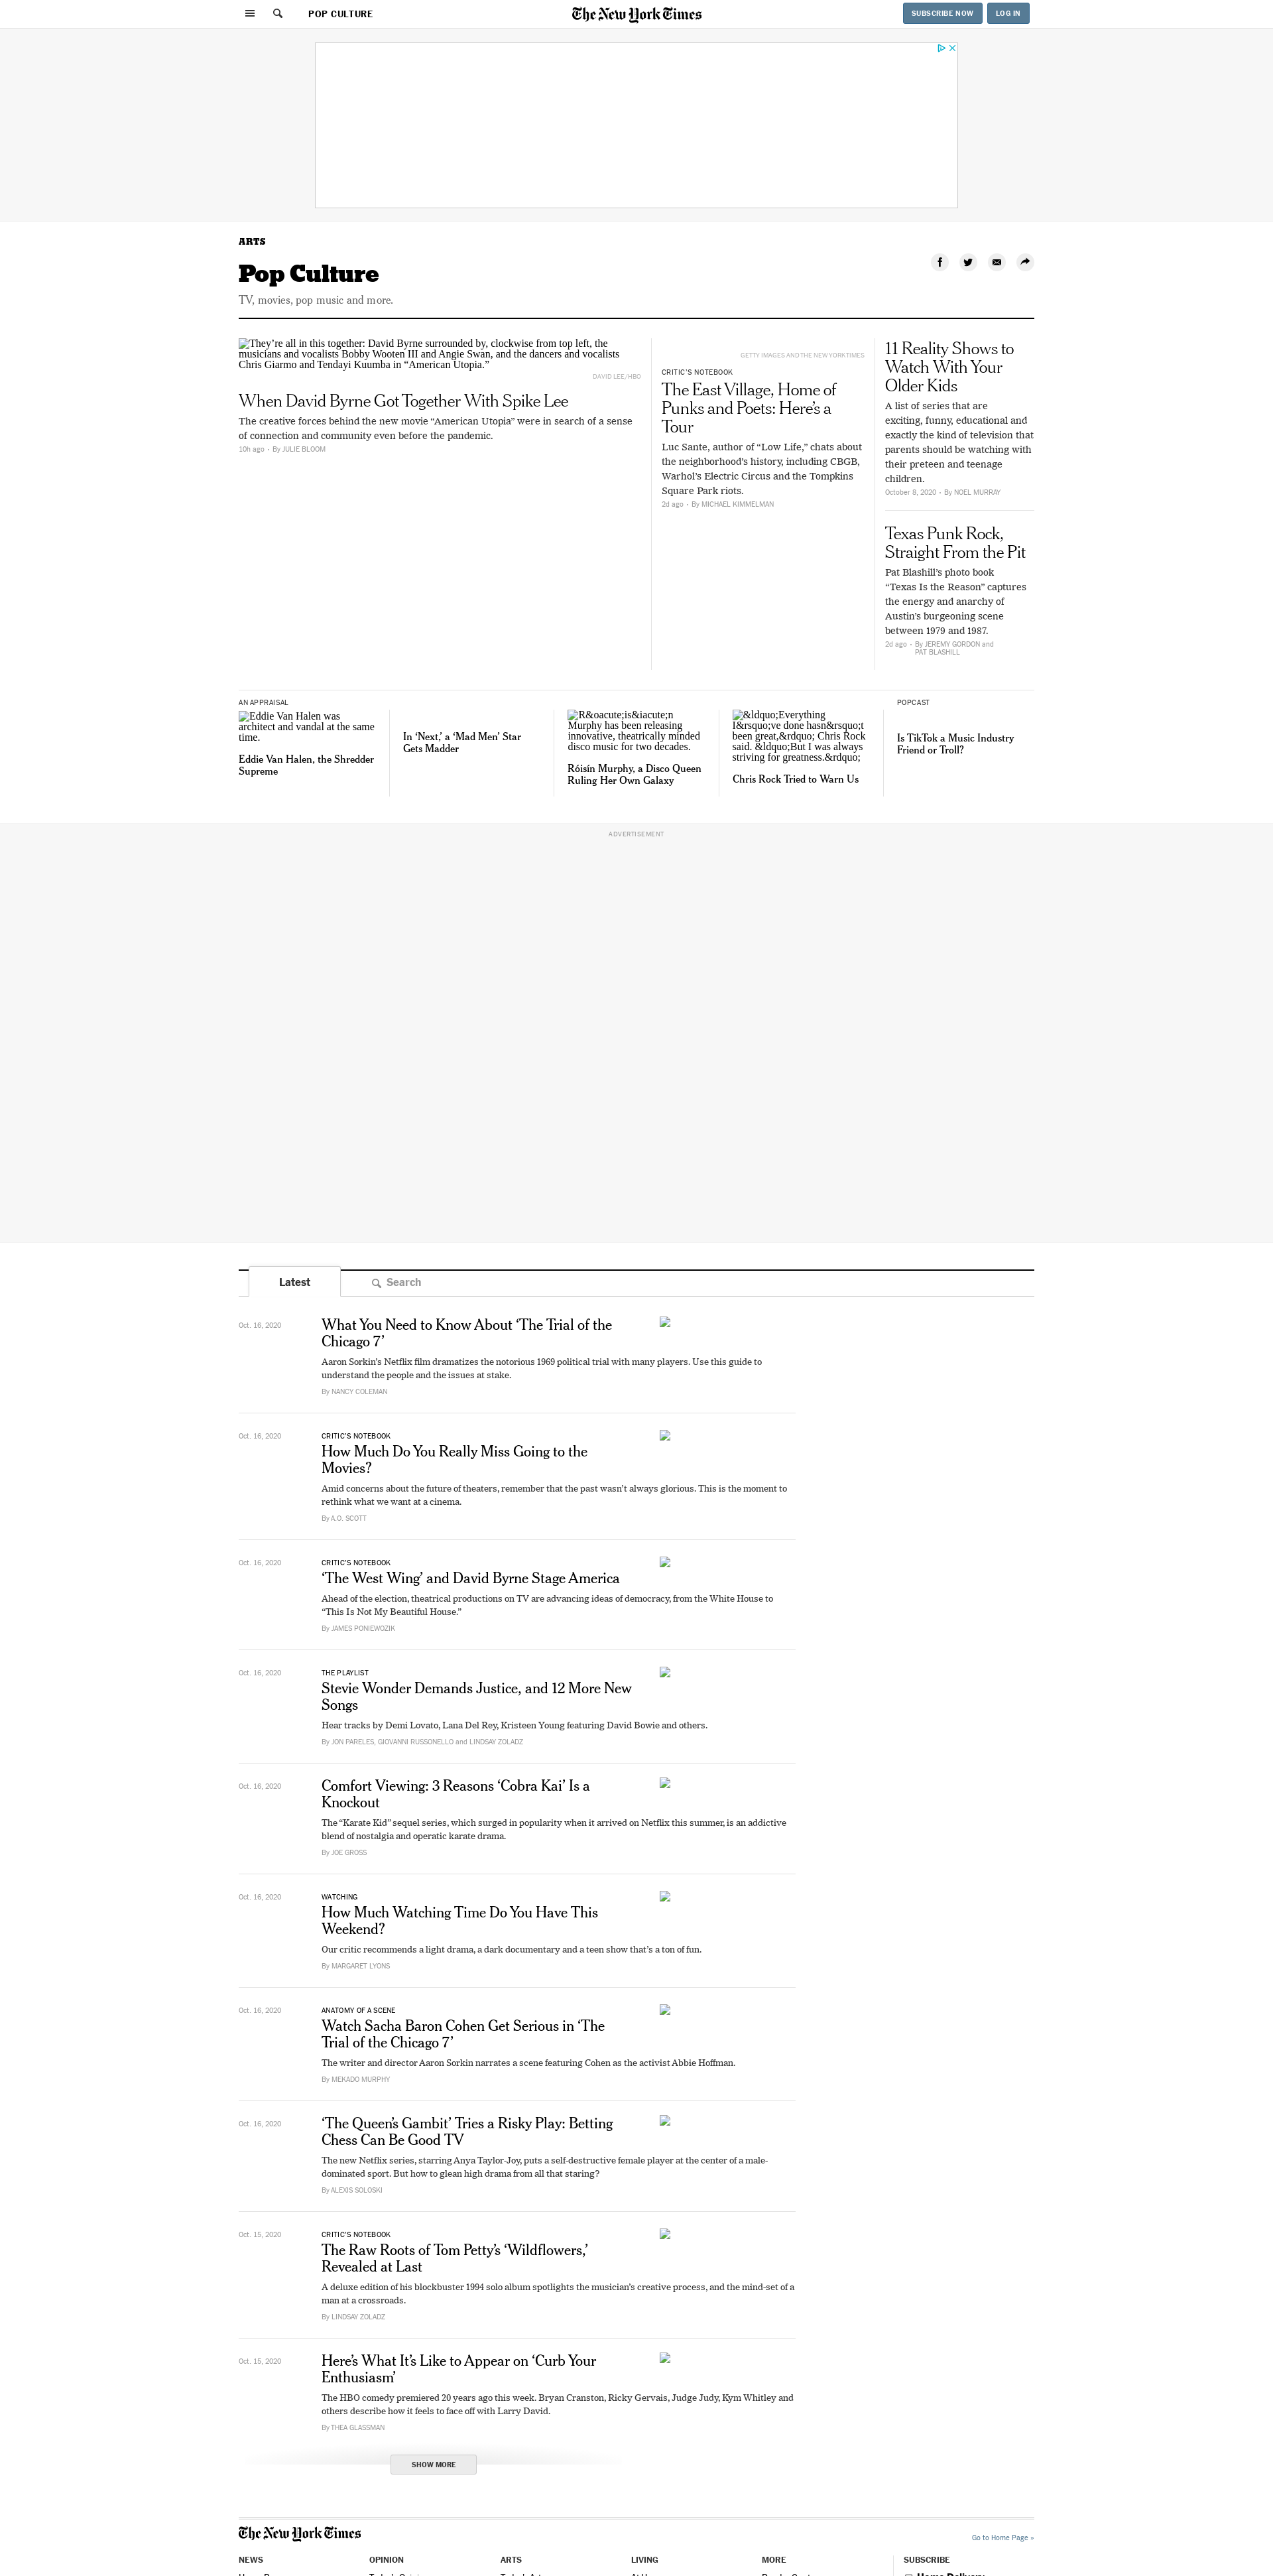 POP CULTURE
The New York Times
SUBSCRIBE NOW
LOG IN
ARTS
Pop Culture
TV, movies, pop music and more.
They're all in this together: David Byrne surrounded by, clockwise from top left, the
musicians and vocalists Bobby Wooten III and Angie Swan, and the dancers and vocalists
Chris Giarmo and Tendayi Kuumba in “American Utopia.”
DAVID LEE/HBO
When David Byrne Got Together With Spike Lee
The creative forces behind the new movie “American Utopia” were in search of a sense
of connection and community even before the pandemic.
10h ago - By JULIE BLOOM
GETTY IMAGES AND THE NEW YORK TIMES
CRITIC'S NOTEBOOK
The East Village, Home of
Punks and Poets: Here’s a
Tour
Luc Sante, author of “Low Life,” chats about
the neighborhood’s history, including CBGB,
Warhol’s Electric Circus and the Tompkins
Square Park riots.
2d ago - By MICHAEL KIMMELMAN
11 Reality Shows to
Watch With Your
Older Kids
A list of series that are
exciting, funny, educational and
exactly the kind of television that
parents should be watching with
their preteen and teenage
children.
October 8, 2020 - By NOEL MURRAY
Texas Punk Rock,
Straight From the Pit
Pat Blashill’s photo book
“Texas Is the Reason” captures
the energy and anarchy of
Austin’s burgeoning scene
between 1979 and 1987.
2d ago - By JEREMY GORDON and
PAT BLASHILL
AN APPRAISAL
Eddie Van Halen was
architect and vandal at the same
time.
Eddie Van Halen, the Shredder
Supreme
In ‘Next,’ a ‘Mad Men’ Star
Gets Madder
R&oacute;is&iacute;n
Murphy has been releasing
innovative, theatrically minded
disco music for two decades.
Róisín Murphy, a Disco Queen
Ruling Her Own Galaxy
&ldquo;Everything
I&rsquo;ve done hasn&rsquo;t
been great,&rdquo; Chris Rock
said. &ldquo;But I was always
striving for greatness.&rdquo;
Chris Rock Tried to Warn Us
POPCAST
Is TikTok a Music Industry
Friend or Troll?
ADVERTISEMENT
Latest
Search
Oct. 16, 2020
What You Need to Know About ‘The Trial of the
Chicago 7’
Aaron Sorkin’s Netflix film dramatizes the notorious 1969 political trial with many players. Use this guide to
understand the people and the issues at stake.
By NANCY COLEMAN
Oct. 16, 2020
CRITIC’S NOTEBOOK
How Much Do You Really Miss Going to the
Movies?
Amid concerns about the future of theaters, remember that the past wasn’t always glorious. This is the moment to
rethink what we want at a cinema.
By A.O. SCOTT
Oct. 16, 2020
CRITIC’S NOTEBOOK
‘The West Wing’ and David Byrne Stage America
Ahead of the election, theatrical productions on TV are advancing ideas of democracy, from the White House to
“This Is Not My Beautiful House.”
By JAMES PONIEWOZIK
Oct. 16, 2020
THE PLAYLIST
Stevie Wonder Demands Justice, and 12 More New
Songs
Hear tracks by Demi Lovato, Lana Del Rey, Kristeen Young featuring David Bowie and others.
By JON PARELES, GIOVANNI RUSSONELLO and LINDSAY ZOLADZ
Oct. 16, 2020
Comfort Viewing: 3 Reasons ‘Cobra Kai’ Is a
Knockout
The “Karate Kid” sequel series, which surged in popularity when it arrived on Netflix this summer, is an addictive
blend of nostalgia and operatic karate drama.
By JOE GROSS
Oct. 16, 2020
WATCHING
How Much Watching Time Do You Have This
Weekend?
Our critic recommends a light drama, a dark documentary and a teen show that’s a ton of fun.
By MARGARET LYONS
Oct. 16, 2020
ANATOMY OF A SCENE
Watch Sacha Baron Cohen Get Serious in ‘The
Trial of the Chicago 7’
The writer and director Aaron Sorkin narrates a scene featuring Cohen as the activist Abbie Hoffman.
By MEKADO MURPHY
Oct. 16, 2020
‘The Queen’s Gambit’ Tries a Risky Play: Betting
Chess Can Be Good TV
The new Netflix series, starring Anya Taylor-Joy, puts a self-destructive female player at the center of a male-
dominated sport. But how to glean high drama from all that staring?
By ALEXIS SOLOSKI
Oct. 15, 2020
CRITIC’S NOTEBOOK
The Raw Roots of Tom Petty’s ‘Wildflowers,’
Revealed at Last
A deluxe edition of his blockbuster 1994 solo album spotlights the musician’s creative process, and the mind-set of a
man at a crossroads.
By LINDSAY ZOLADZ
Oct. 15, 2020
Here’s What It’s Like to Appear on ‘Curb Your
Enthusiasm’
The HBO comedy premiered 20 years ago this week. Bryan Cranston, Ricky Gervais, Judge Judy, Kym Whitley and
others describe how it feels to face off with Larry David.
By THEA GLASSMAN
SHOW MORE
The New York Times
Go to Home Page »
NEWS
OPINION
ARTS
LIVING
MORE
SUBSCRIBE